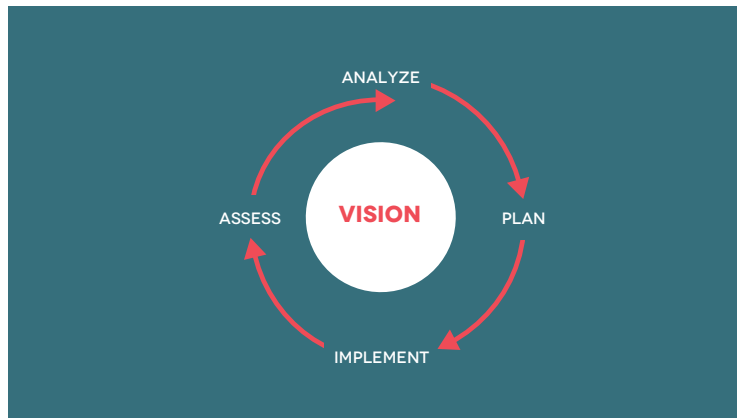 ANALYZE
ASSESS
VISION
PLAN
IMPLEMENT